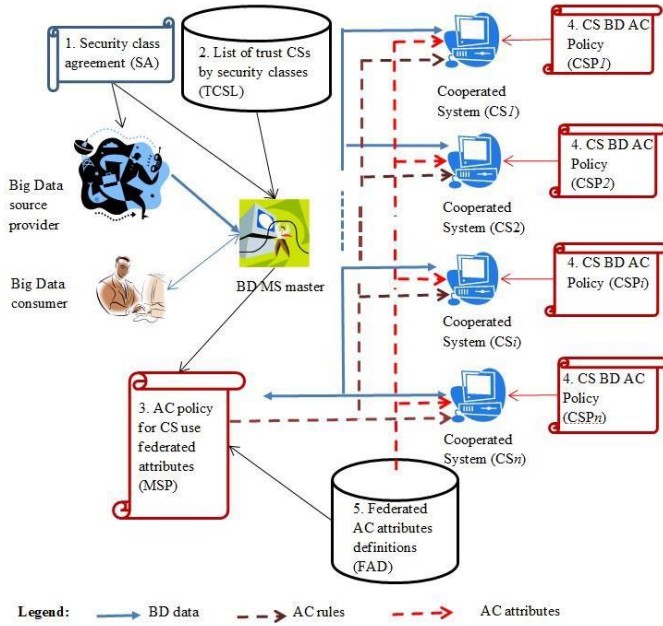 1. Security class
agreement (SA)
2. List of trust CSs
by security classes
(TCSL)
4. CS BD AC
Policy
(CSP1)
Cooperated
System (CS1)
Big Data
source
provider
4. CS BD AC
Policy
(CSP2)
Cooperated
System (CS2)
Big Data
consumer
BD MS master
4. CS BD AC
Policy (CSPi)
Cooperated
System (CSi)
3. AC policy
for CS use
federated
attributes
(MSP)
4. CS BD AC
Policy
(CSPn)
Cooperated
System (CSn)
5. Federated
AC attributes
definitions
(FAD)
Legend: BD data AC rules AC attributes